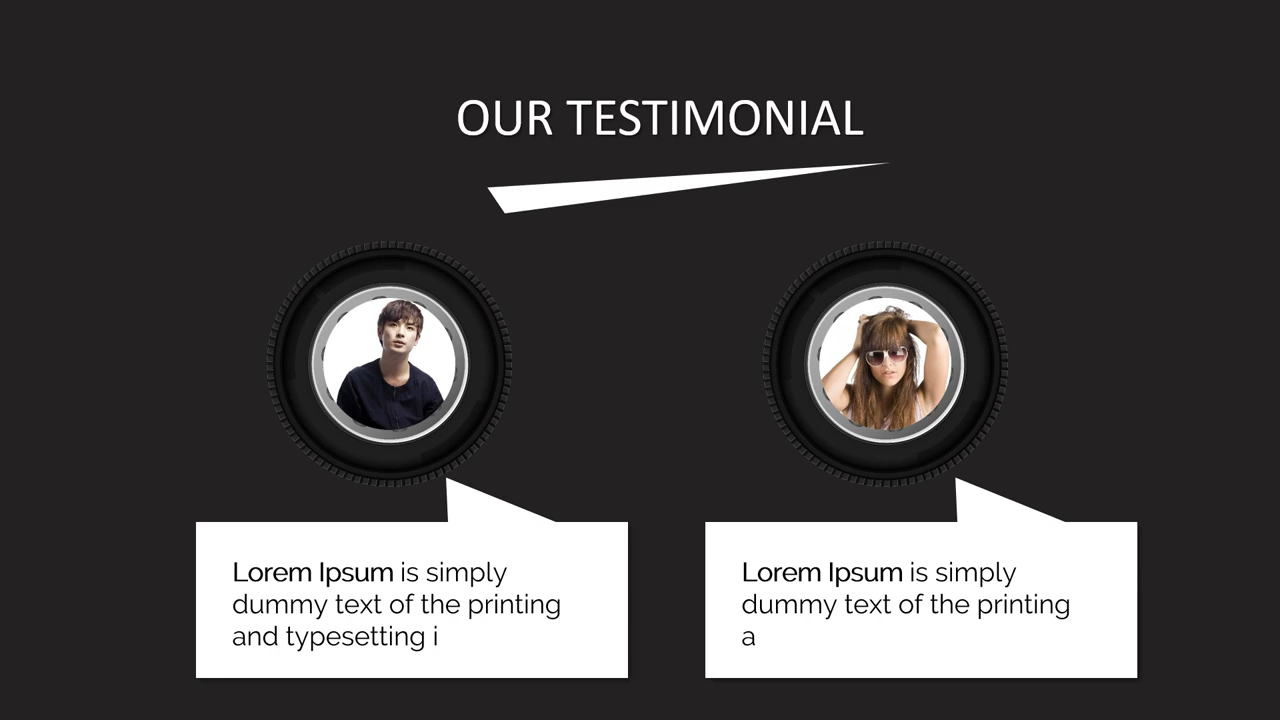 OUR TESTIMONIAL
Lorem Ipsum is simply
dummy text of the printing
and typesetting i
Lorem Ipsum is simply
dummy text of the printing
a